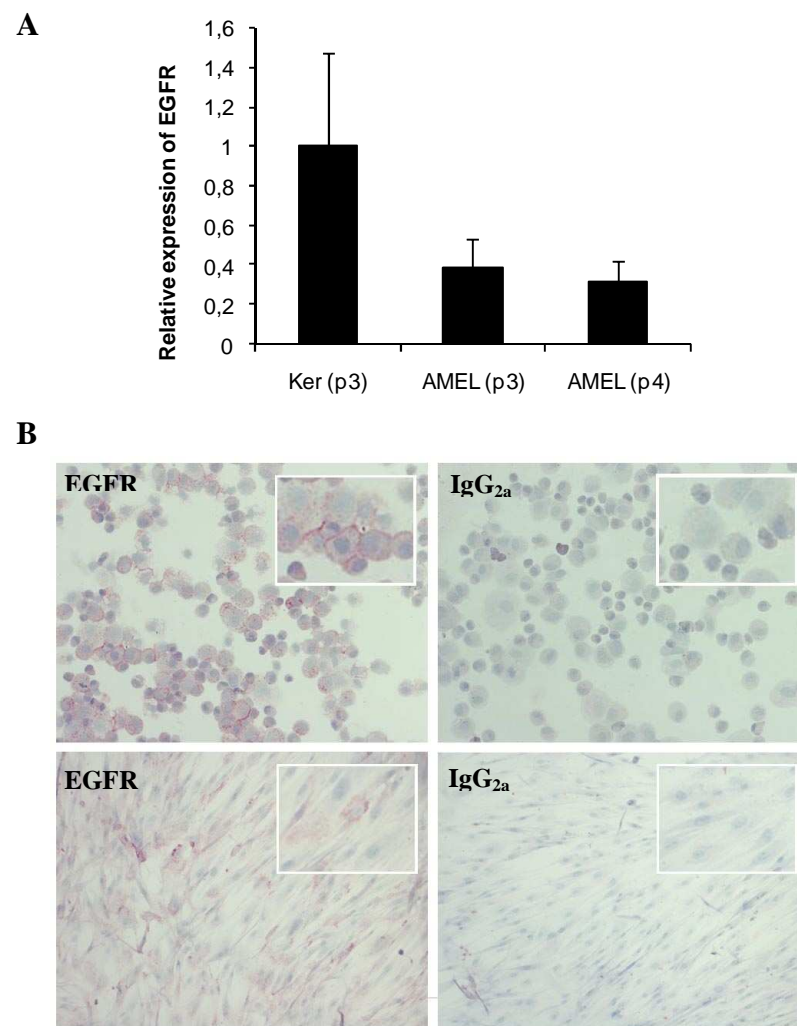 A
Relative expression of EGFR
1,6
1,4
1,2
1
0,8
0,6
0,4
0,2
0
Ker (p3)
AMEL (p3)
AMEL (p4)
B
EGFR
IgG2a
EGFR
IgG2a